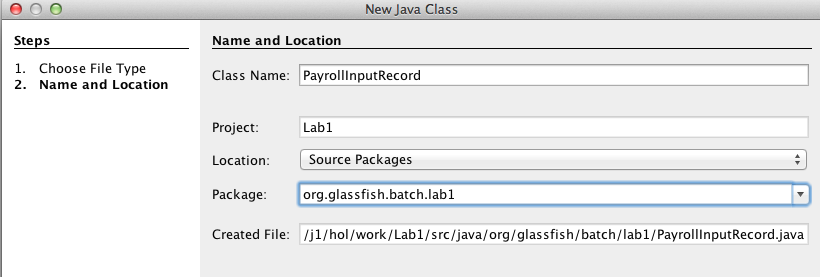 New Java Class
Steps
1. Choose File Type
2. Name and Location
Name and Location
Class Name: PayrollInputRecord
Project: Lab1
Location: Source Packages
Package: org.glassfish.batch.lab1
Created File: /j1/hol/work/Lab1/src/java/org/glassfish/batch/lab1/PayrollInputRecord.java